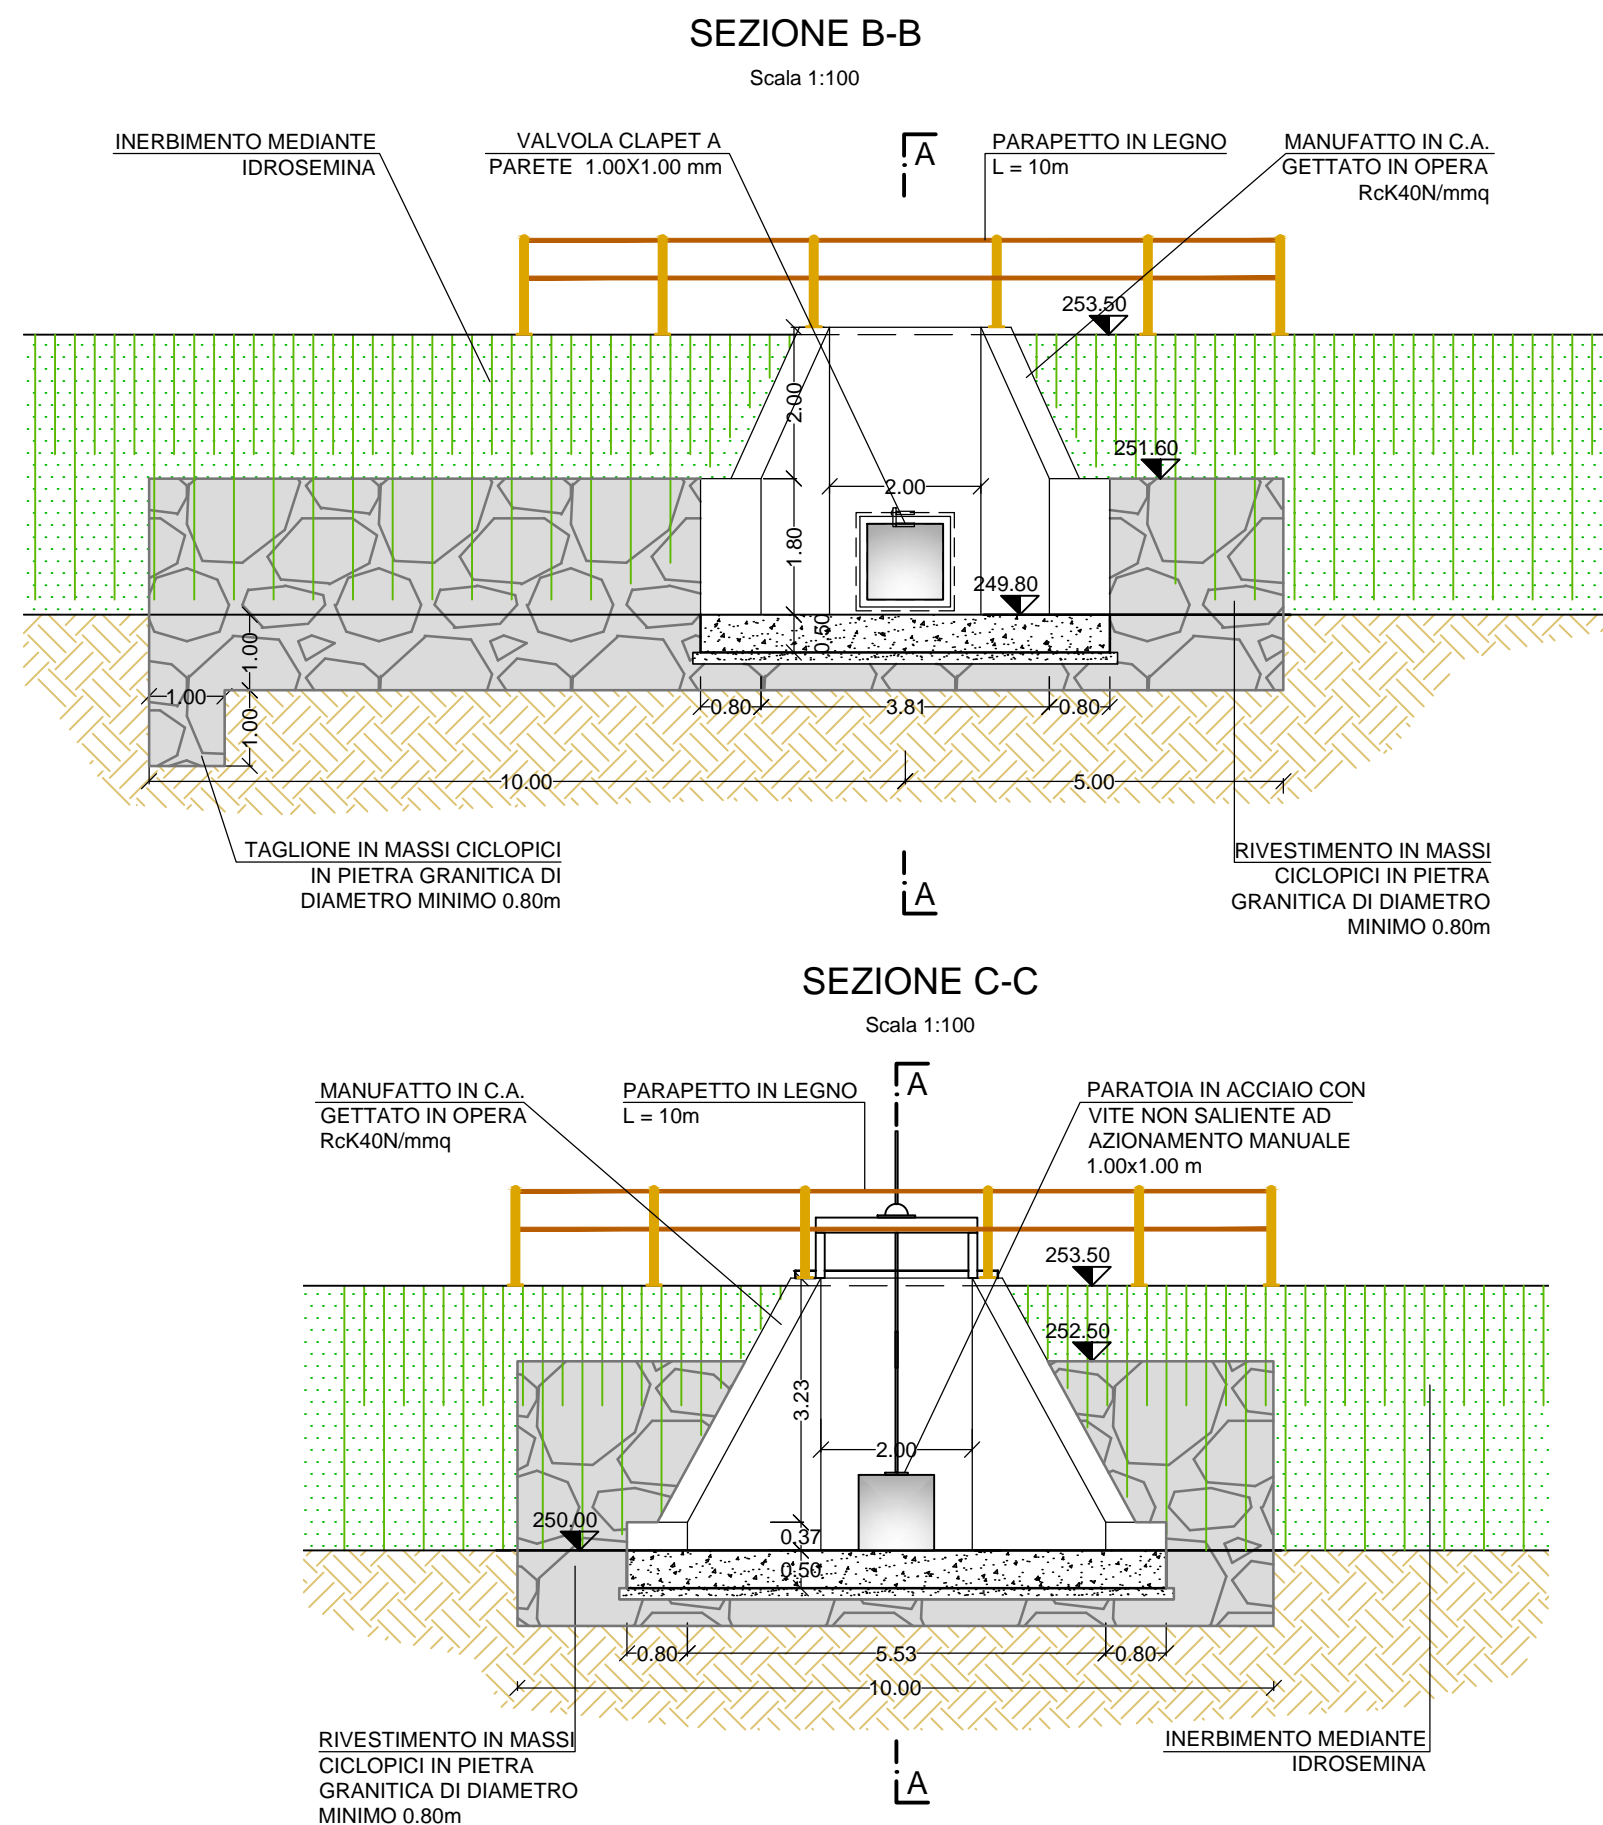 SEZIONE B-B
Scala 1:100
INERBIMENTO MEDIANTE
IDROSEMINA
VALVOLA CLAPET A
PARETE 1.00X1.00 mm
A
PARAPETTO IN LEGNO
L = 10m
MANUFATTO IN C.A.
GETTATO IN OPERA
RcK40N/mmq
253.50
2.00
251.60
2.00
1.80
249.80
0.50
1.00
1.00
1.00
0.80
3.81
0.80
10.00
5.00
TAGLIONE IN MASSI CICLOPICI
IN PIETRA GRANITICA DI
DIAMETRO MINIMO 0.80m
A
RIVESTIMENTO IN MASSI
CICLOPICI IN PIETRA
GRANITICA DI DIAMETRO
MINIMO 0.80m
SEZIONE C-C
Scala 1:100
MANUFATTO IN C.A.
GETTATO IN OPERA
RcK40N/mmq
PARAPETTO IN LEGNO
L = 10m
A
PARATOIA IN ACCIAIO CON
VITE NON SALIENTE AD
AZIONAMENTO MANUALE
1.00x1.00 m
253.50
252.50
3.23
2.00
250.00
0.37
0.50
0.80
5.53
0.80
10.00
RIVESTIMENTO IN MASSI
CICLOPICI IN PIETRA
GRANITICA DI DIAMETRO
MINIMO 0.80m
A
INERBIMENTO MEDIANTE
IDROSEMINA